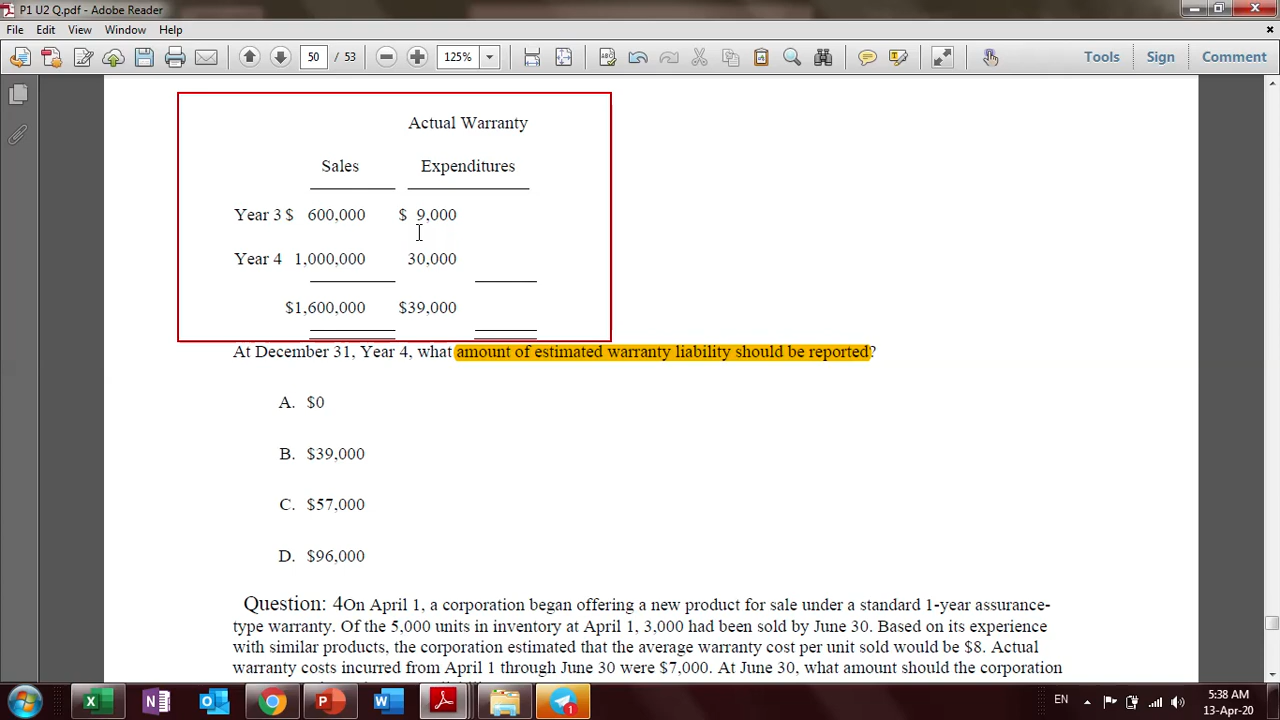 P1 U2 Q.pdf - Adobe Reader
File Edit View Window Help
50 / 53 125% Tools Sign Comment
Actual Warranty
Sales Expenditures
Year 3 $ 600,000 $ 9,000
Year 4 1,000,000 30,000
$1,600,000 $39,000
At December 31, Year 4, what amount of estimated warranty liability should be reported?
A. $0
B. $39,000
C. $57,000
D. $96,000
Question: 4On April 1, a corporation began offering a new product for sale under a standard 1-year assurance-
type warranty. Of the 5,000 units in inventory at April 1, 3,000 had been sold by June 30. Based on its experience
with similar products, the corporation estimated that the average warranty cost per unit sold would be $8. Actual
warranty costs incurred from April 1 through June 30 were $7,000. At June 30, what amount should the corporation
EN 5:38 AM
13-Apr-20